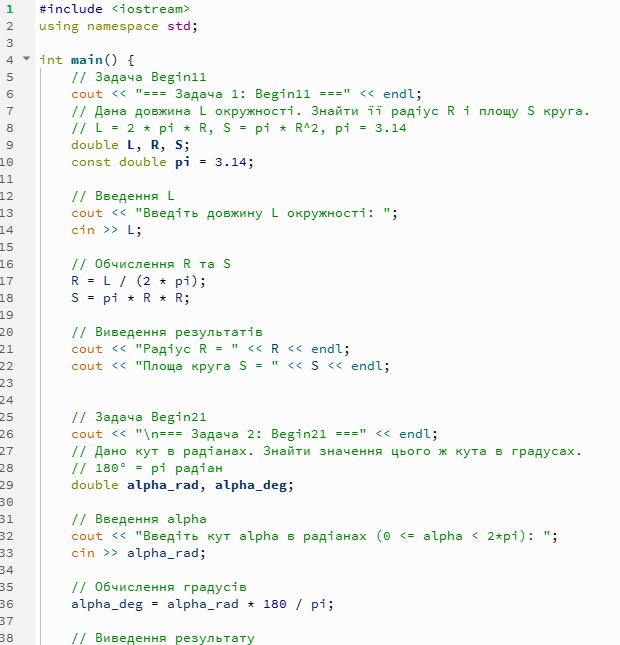 1 #include <iostream>
2 using namespace std;
3
4 int main() {
5 // Задача Begin11
6 cout << "=== Задача 1: Begin11 ===" << endl;
7 // Дана довжина L окружності. Знайти її радіус R і площу S круга.
8 // L = 2 * pi * R, S = pi * R^2, pi = 3.14
9 double L, R, S;
10 const double pi = 3.14;
11
12 // Введення L
13 cout << "Введіть довжину L окружності: ";
14 cin >> L;
15
16 // Обчислення R та S
17 R = L / (2 * pi);
18 S = pi * R * R;
19
20 // Виведення результатів
21 cout << "Радіус R = " << R << endl;
22 cout << "Площа круга S = " << S << endl;
23
24
25 // Задача Begin21
26 cout << "\n=== Задача 2: Begin21 ===" << endl;
27 // Дано кут в радіанах. Знайти значення цього ж кута в градусах.
28 // 180° = pi радіан
29 double alpha_rad, alpha_deg;
30
31 // Введення alpha
32 cout << "Введіть кут alpha в радіанах (0 <= alpha < 2*pi): ";
33 cin >> alpha_rad;
34
35 // Обчислення градусів
36 alpha_deg = alpha_rad * 180 / pi;
37
38 // Виведення результату